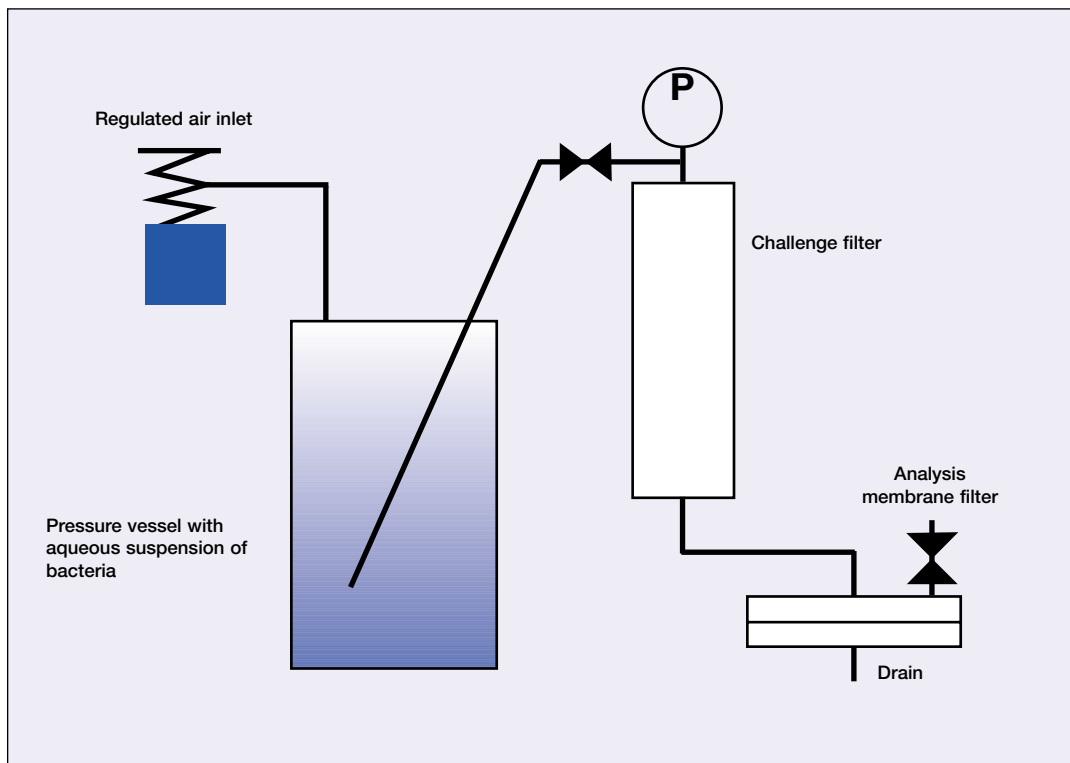 P
Regulated air inlet
Challenge filter
Analysis
membrane filter
Pressure vessel with
aqueous suspension of
bacteria
Drain